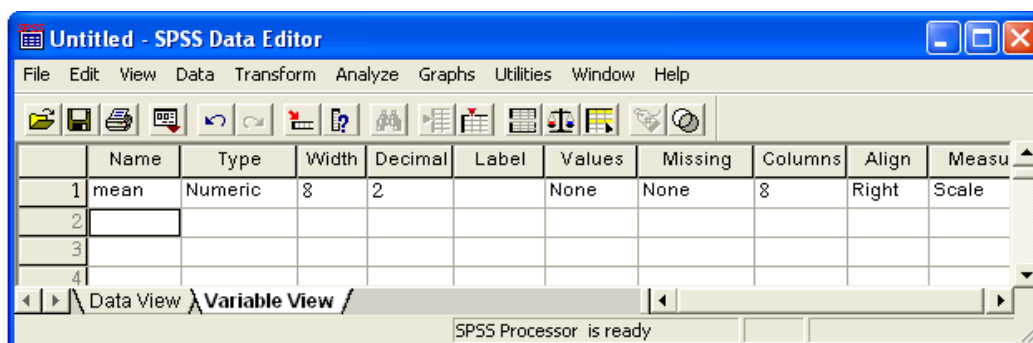 SPSS Untitled - SPSS Data Editor
File Edit View Data Transform Analyze Graphs Utilities Window Help
Name Type Width Decimal Label Values Missing Columns Align Measu
1 mean Numeric 8 2 None None 8 Right Scale
2
3
4
Data View Variable View
SPSS Processor is ready